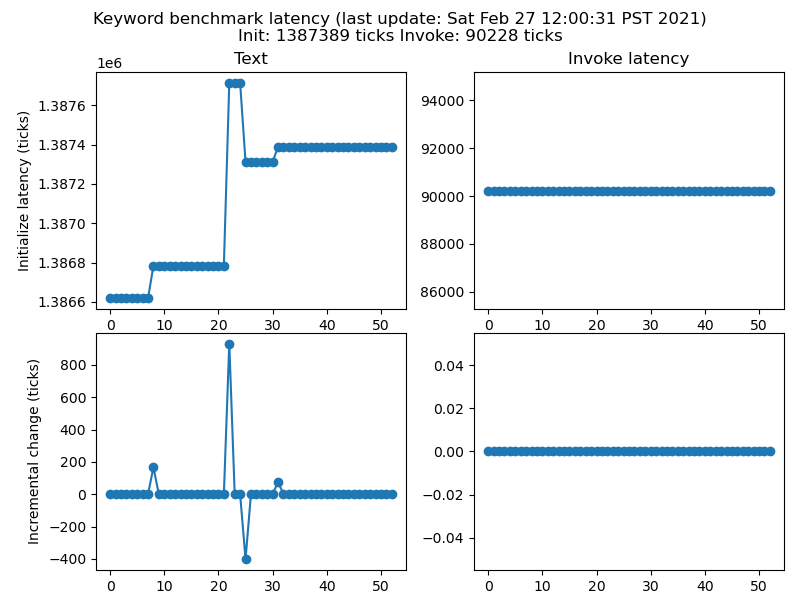 Keyword benchmark latency (last update: Sat Feb 27 12:00:31 PST 2021)
Init: 1387389 ticks Invoke: 90228 ticks
Text
1e6
Initialize latency (ticks)
1.3876
1.3874
1.3872
1.3870
1.3868
1.3866
0 10 20 30 40 50
Invoke latency
94000
92000
90000
88000
86000
0 10 20 30 40 50
Incremental change (ticks)
800
600
400
200
0
−200
−400
0 10 20 30 40 50
0.04
0.02
0.00
−0.02
−0.04
0 10 20 30 40 50